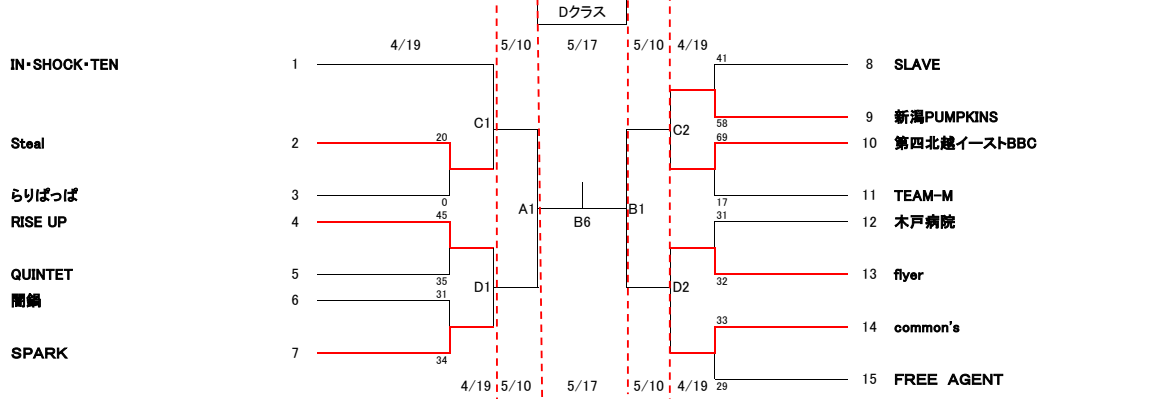 Dクラス
4/19 5/10 5/17 5/10 4/19
IN・SHOCK・TEN 1 41 8 SLAVE
C1 C2
58 9 新潟PUMPKINS
Steal 2 20 69 10 第四北越イーストBBC
らりぱっぱ 3 0 17 11 TEAM-M
RISE UP 4 45 A1 B6 B1 31 12 木戸病院
QUINTET 5 35 32 13 flyer
闇鍋 6 31 D1 D2
33 14 common's
SPARK 7 34 29 15 FREE AGENT
4/19 5/10 5/17 5/10 4/19